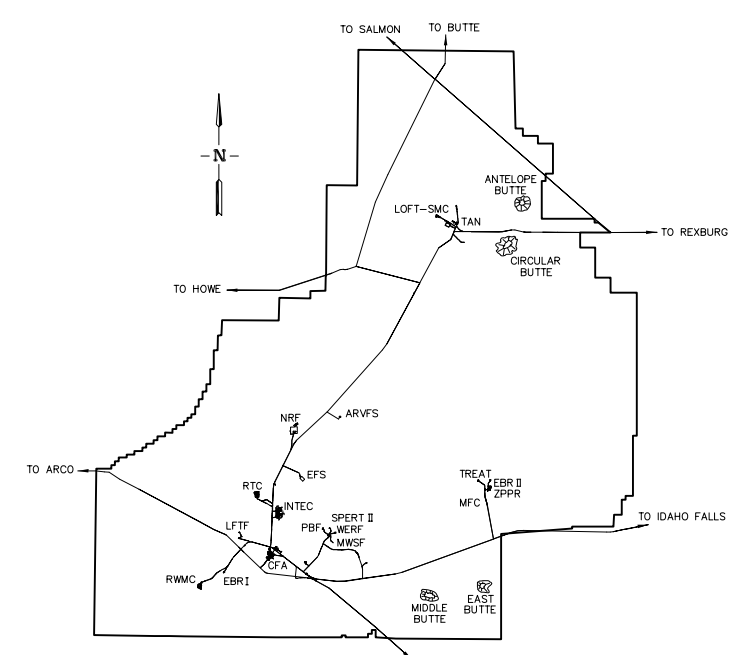 TO SALMON
TO BUTTE
N
ANTELOPE
BUTTE
LOFT-SMC
TAN
TO REXBURG
CIRCULAR
BUTTE
TO HOWE
NRF
ARVFS
TO ARCO
EFS
TREAT
EBR II
ZPPR
MFC
RTC
INTEC
SPERT II
PBF
WERF
MWSF
LFTF
TO IDAHO FALLS
CFA
RWMC
EBR I
MIDDLE
BUTTE
EAST
BUTTE